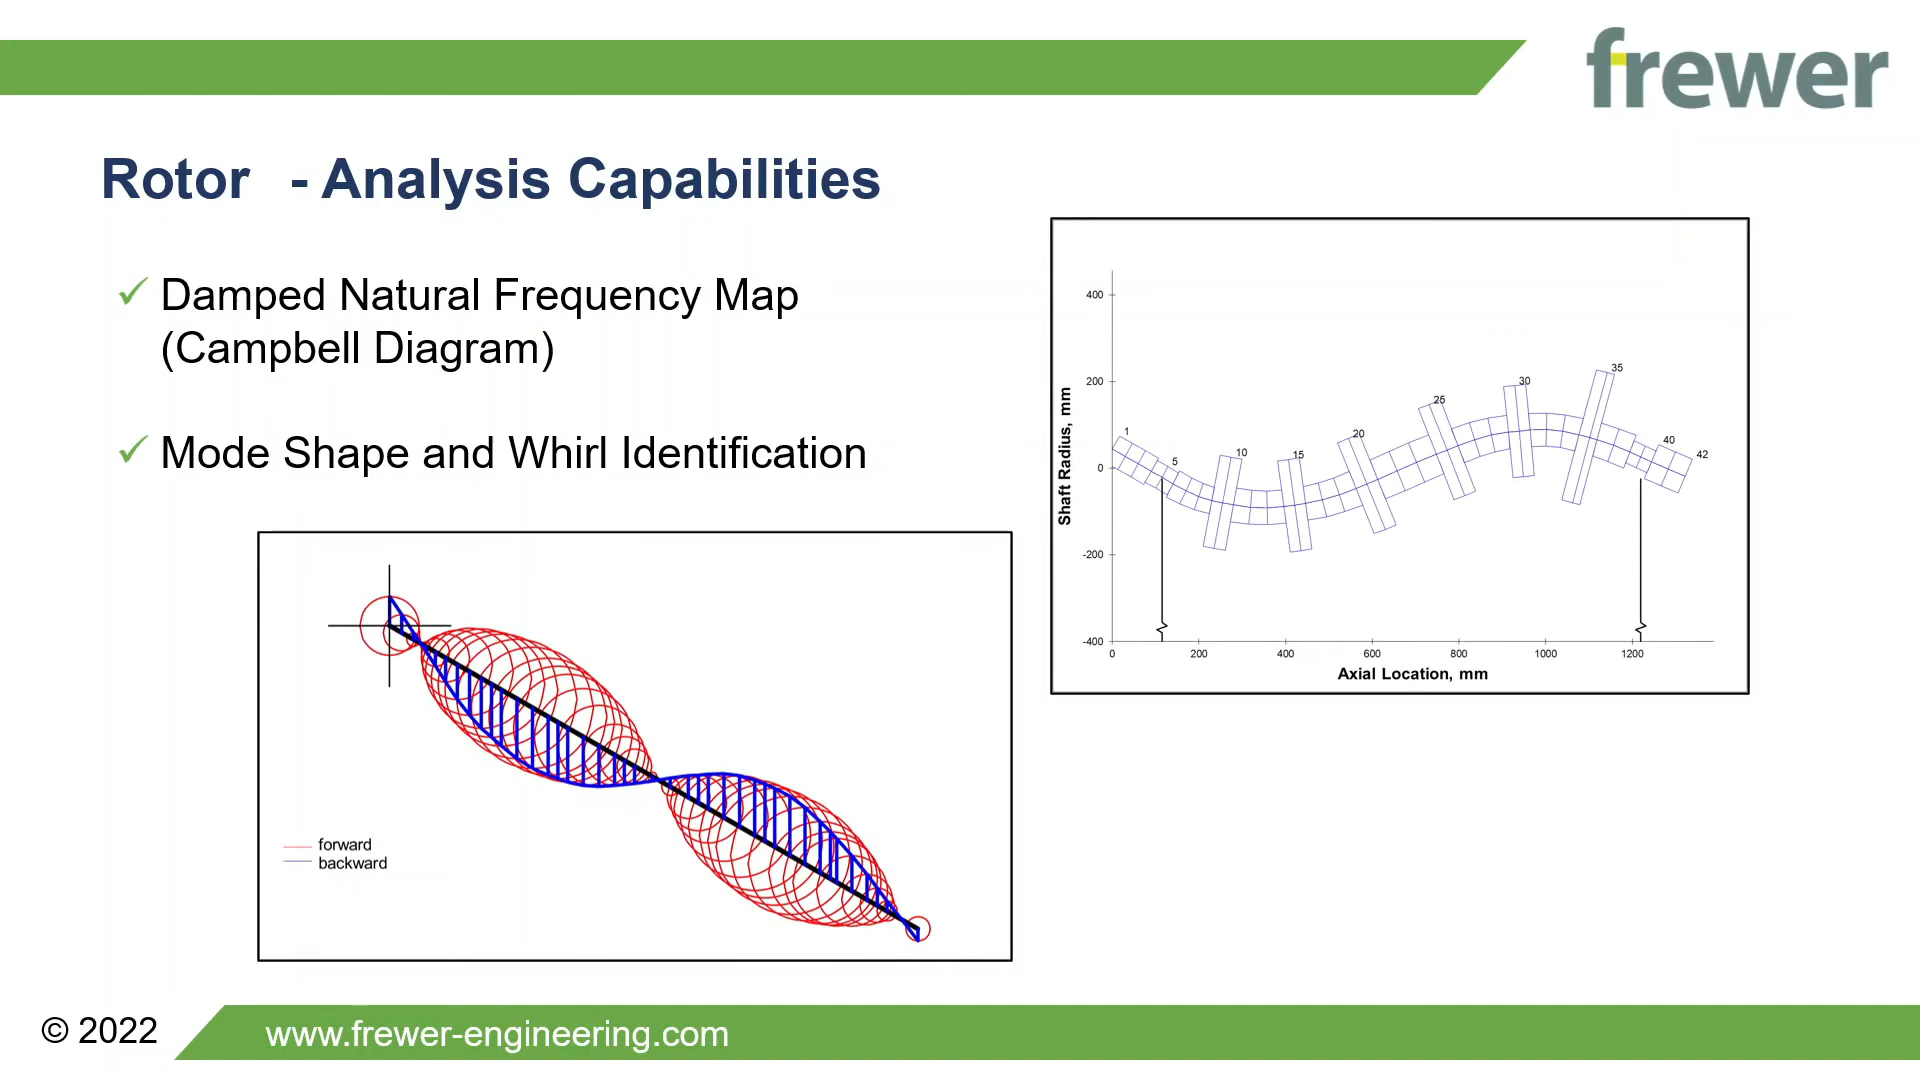 frewer
Rotor - Analysis Capabilities
✓ Damped Natural Frequency Map
(Campbell Diagram)
✓ Mode Shape and Whirl Identification
forward
backward
Shaft Radius, mm
400
200
0
-200
-400
0 200 400 600 800 1000 1200
Axial Location, mm
1 5 10 15 20 25 30 35 40 42
© 2022
www.frewer-engineering.com